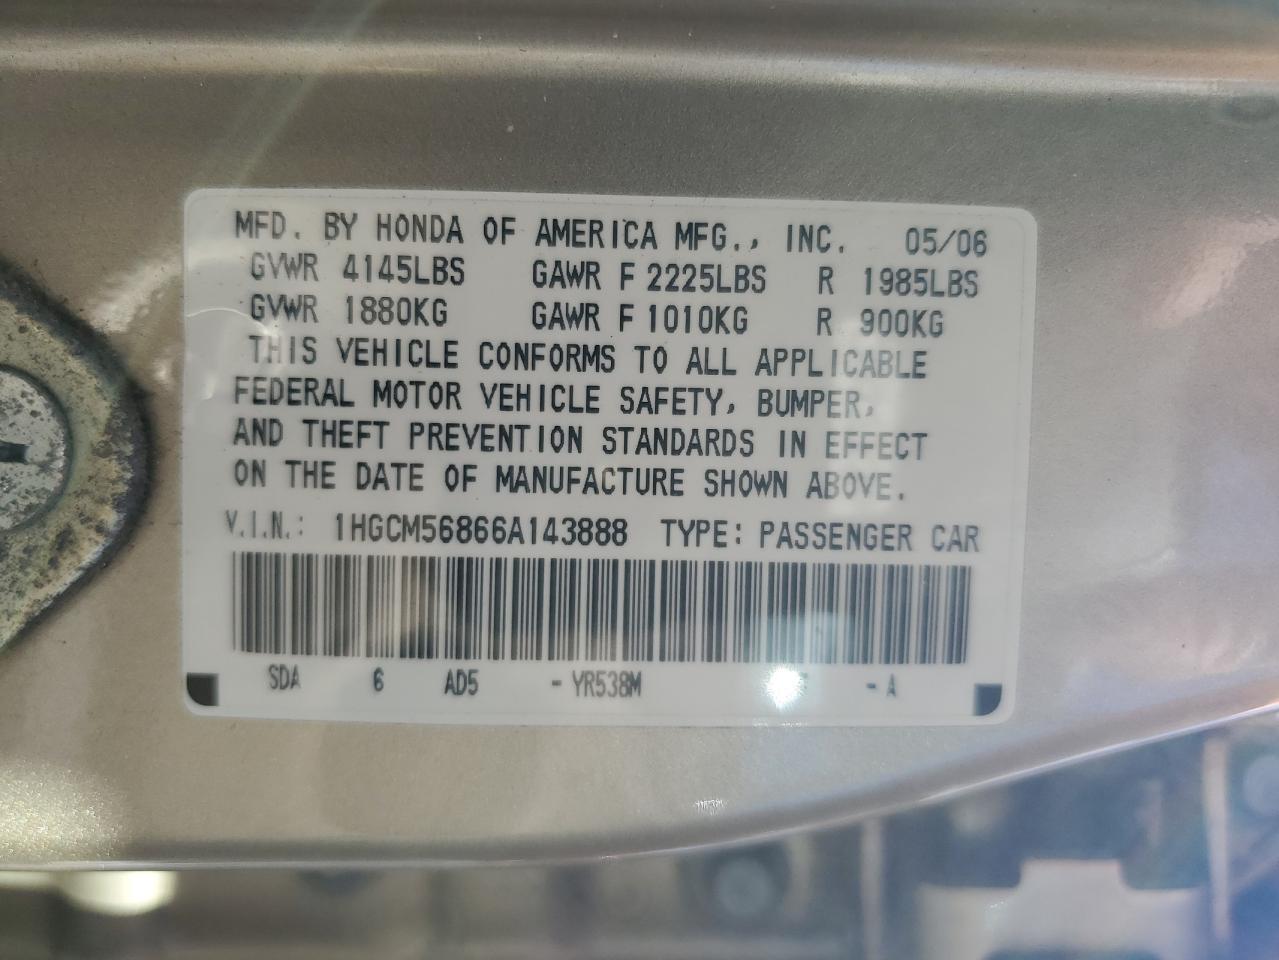 MFD. BY HONDA OF AMERICA MFG., INC. 05/06
GVWR 4145LBS GAWR F 2225LBS R 1985LBS
GVWR 1880KG GAWR F 1010KG R 900KG
THIS VEHICLE CONFORMS TO ALL APPLICABLE
FEDERAL MOTOR VEHICLE SAFETY, BUMPER,
AND THEFT PREVENTION STANDARDS IN EFFECT
ON THE DATE OF MANUFACTURE SHOWN ABOVE.
V.I.N.: 1HGCM56866A143888 TYPE: PASSENGER CAR
SDA 6 AD5 -YR538M -A